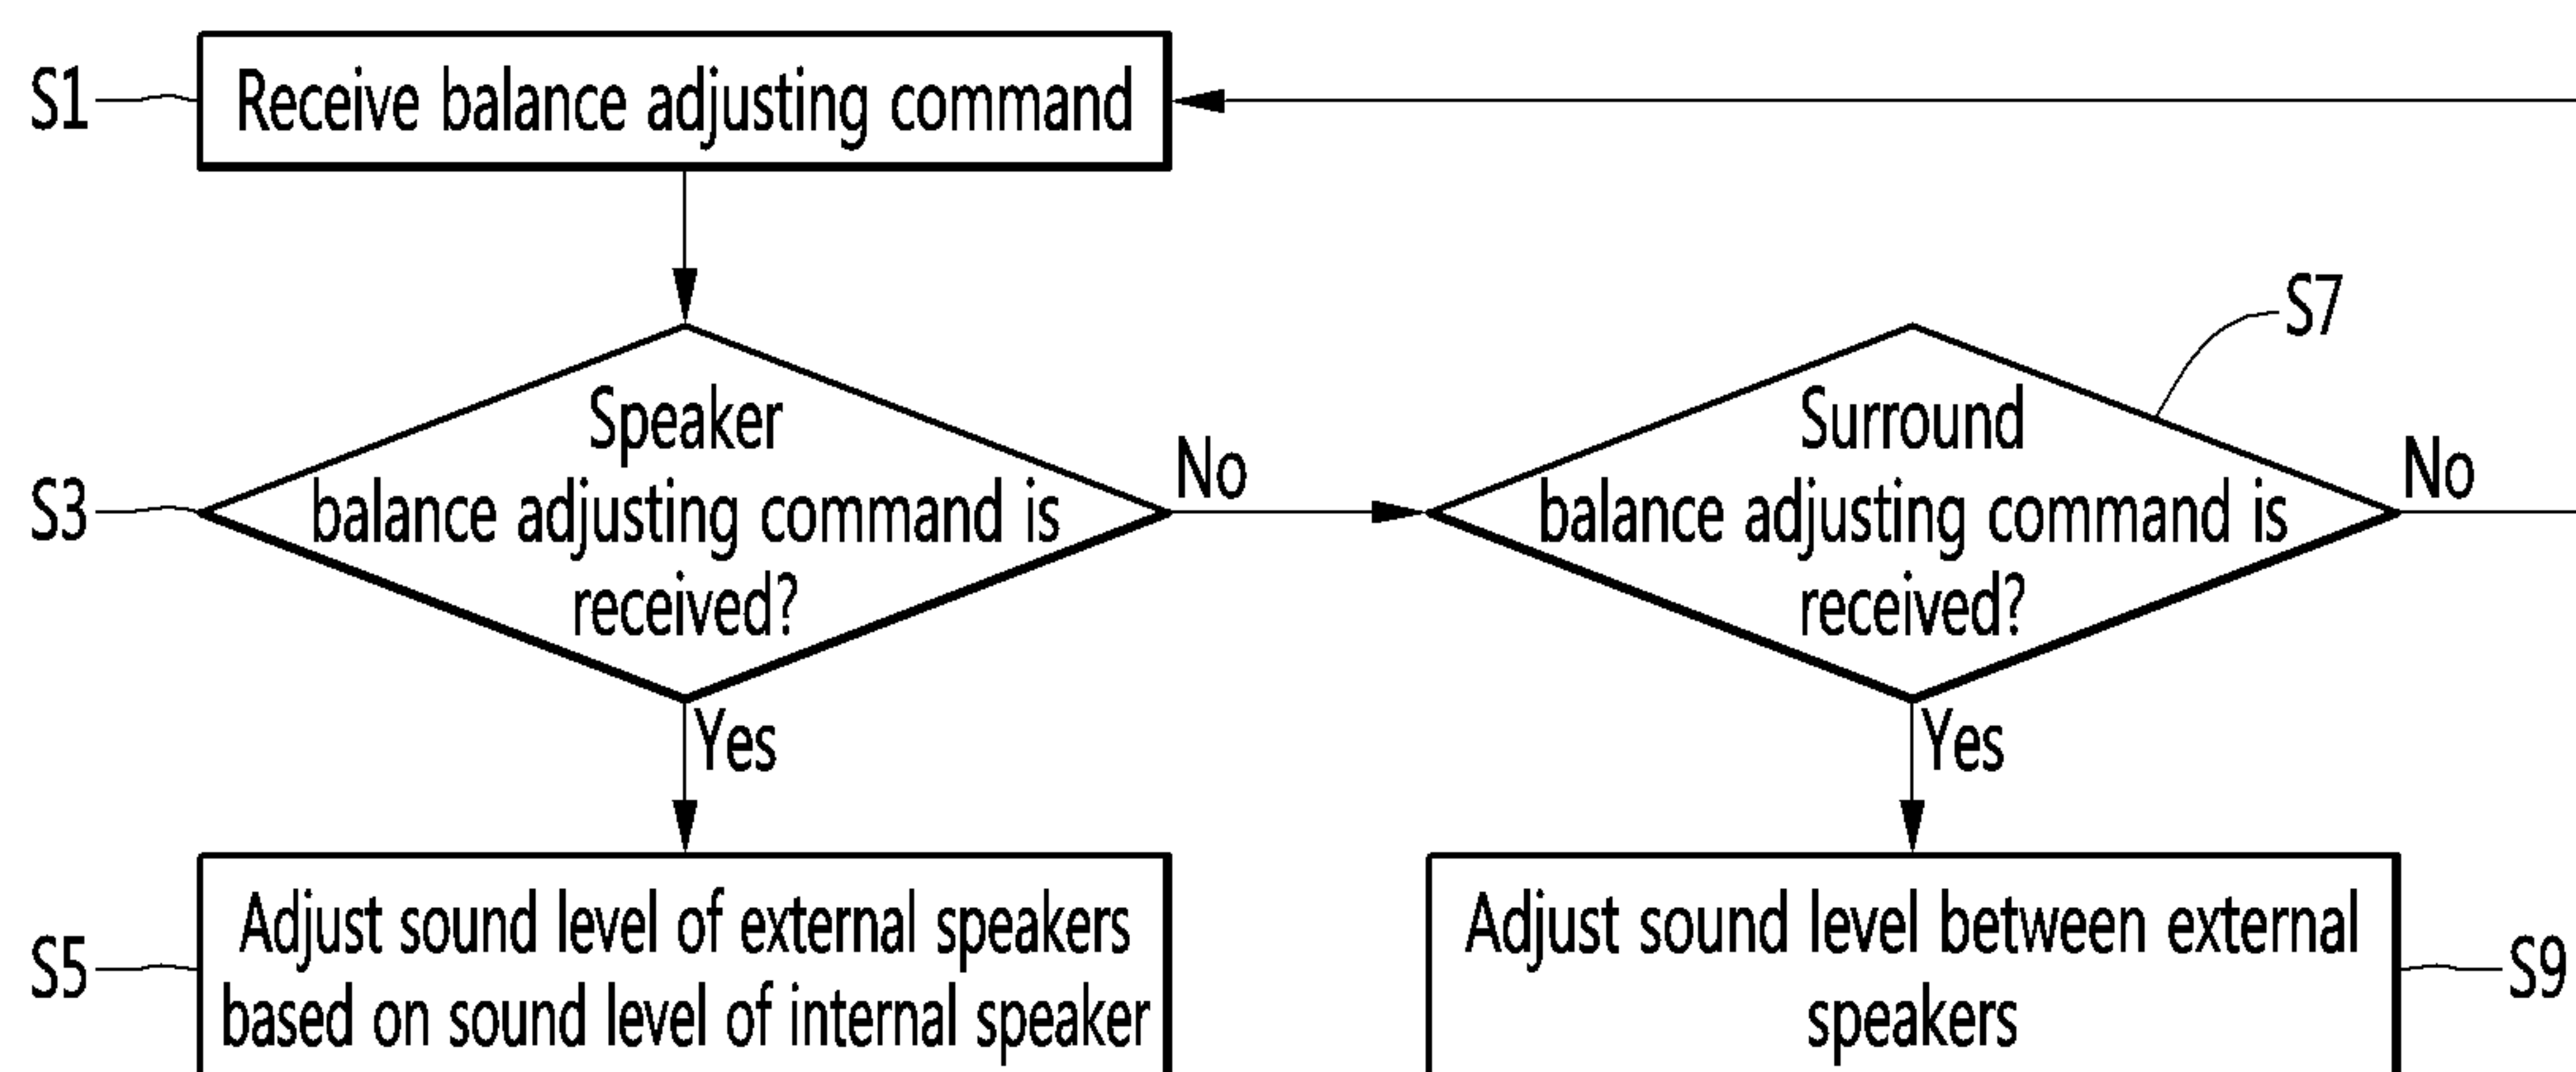 S1
Receive balance adjusting command
S7
Speaker
balance adjusting command is
received?
S3
No
Surround
balance adjusting command is
received?
No
Yes
Yes
S5
Adjust sound level of external speakers
based on sound level of internal speaker
Adjust sound level between external
speakers
S9